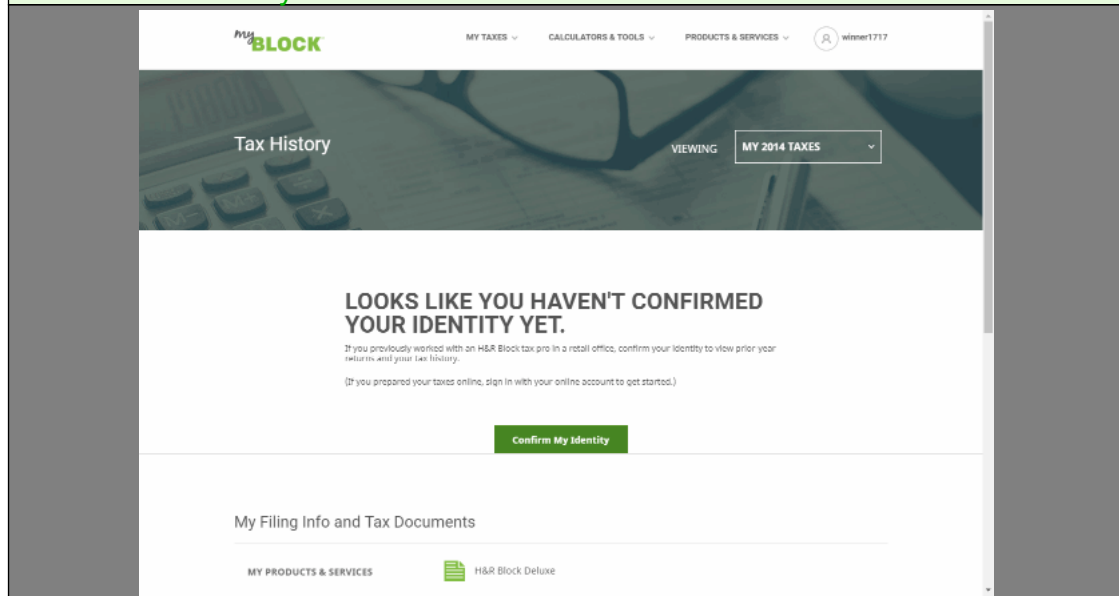 myBLOCK
MY TAXES
CALCULATORS & TOOLS
PRODUCTS & SERVICES
winner1717
Tax History
VIEWING
MY 2014 TAXES
LOOKS LIKE YOU HAVEN'T CONFIRMED
YOUR IDENTITY YET.
If you previously worked with an H&R Block tax pro in a retail office, confirm your identity to view prior year
returns and your tax history.
(If you prepared your taxes online, sign in with your online account to get started.)
Confirm My Identity
My Filing Info and Tax Documents
MY PRODUCTS & SERVICES
H&R Block Deluxe